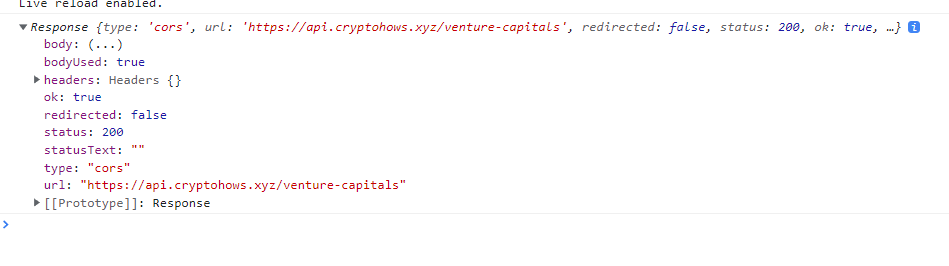 Live reload enabled.
Response {type: 'cors', url: 'https://api.cryptohows.xyz/venture-capitals', redirected: false, status: 200, ok: true, …}
body: (...)
bodyUsed: true
headers: Headers {}
ok: true
redirected: false
status: 200
statusText: ""
type: "cors"
url: "https://api.cryptohows.xyz/venture-capitals"
[[Prototype]]: Response